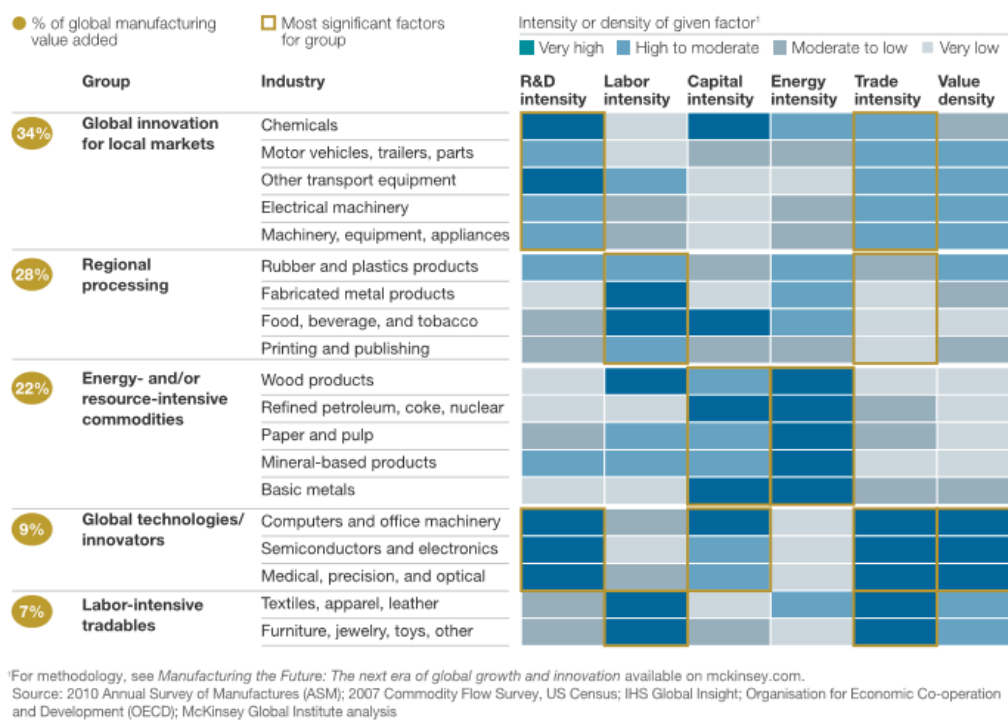 % of global manufacturing
value added
Most significant factors
for group
Intensity or density of given factor¹
Very high
High to moderate
Moderate to low
Very low
Group
Industry
R&D
intensity
Labor
intensity
Capital
intensity
Energy
intensity
Trade
intensity
Value
density
34%
Global innovation
for local markets
Chemicals
Motor vehicles, trailers, parts
Other transport equipment
Electrical machinery
Machinery, equipment, appliances
28%
Regional
processing
Rubber and plastics products
Fabricated metal products
Food, beverage, and tobacco
Printing and publishing
22%
Energy- and/or
resource-intensive
commodities
Wood products
Refined petroleum, coke, nuclear
Paper and pulp
Mineral-based products
Basic metals
9%
Global technologies/
innovators
Computers and office machinery
Semiconductors and electronics
Medical, precision, and optical
7%
Labor-intensive
tradables
Textiles, apparel, leather
Furniture, jewelry, toys, other
¹For methodology, see Manufacturing the Future: The next era of global growth and innovation available on mckinsey.com.
Source: 2010 Annual Survey of Manufactures (ASM); 2007 Commodity Flow Survey, US Census; IHS Global Insight; Organisation for Economic Co-operation
and Development (OECD); McKinsey Global Institute analysis